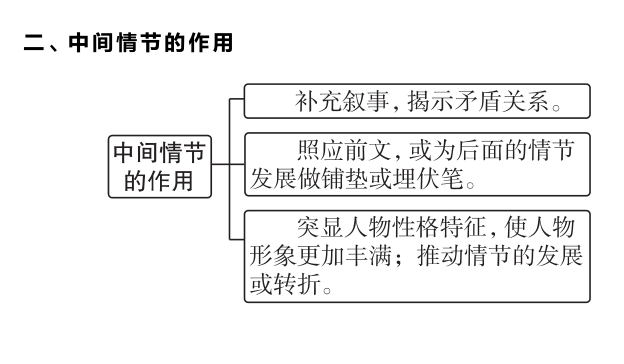 二、中间情节的作用
中间情节
的作用
补充叙事，揭示矛盾关系。
照应前文，或为后面的情节
发展做铺垫或埋伏笔。
突显人物性格特征，使人物
形象更加丰满；推动情节的发展
或转折。